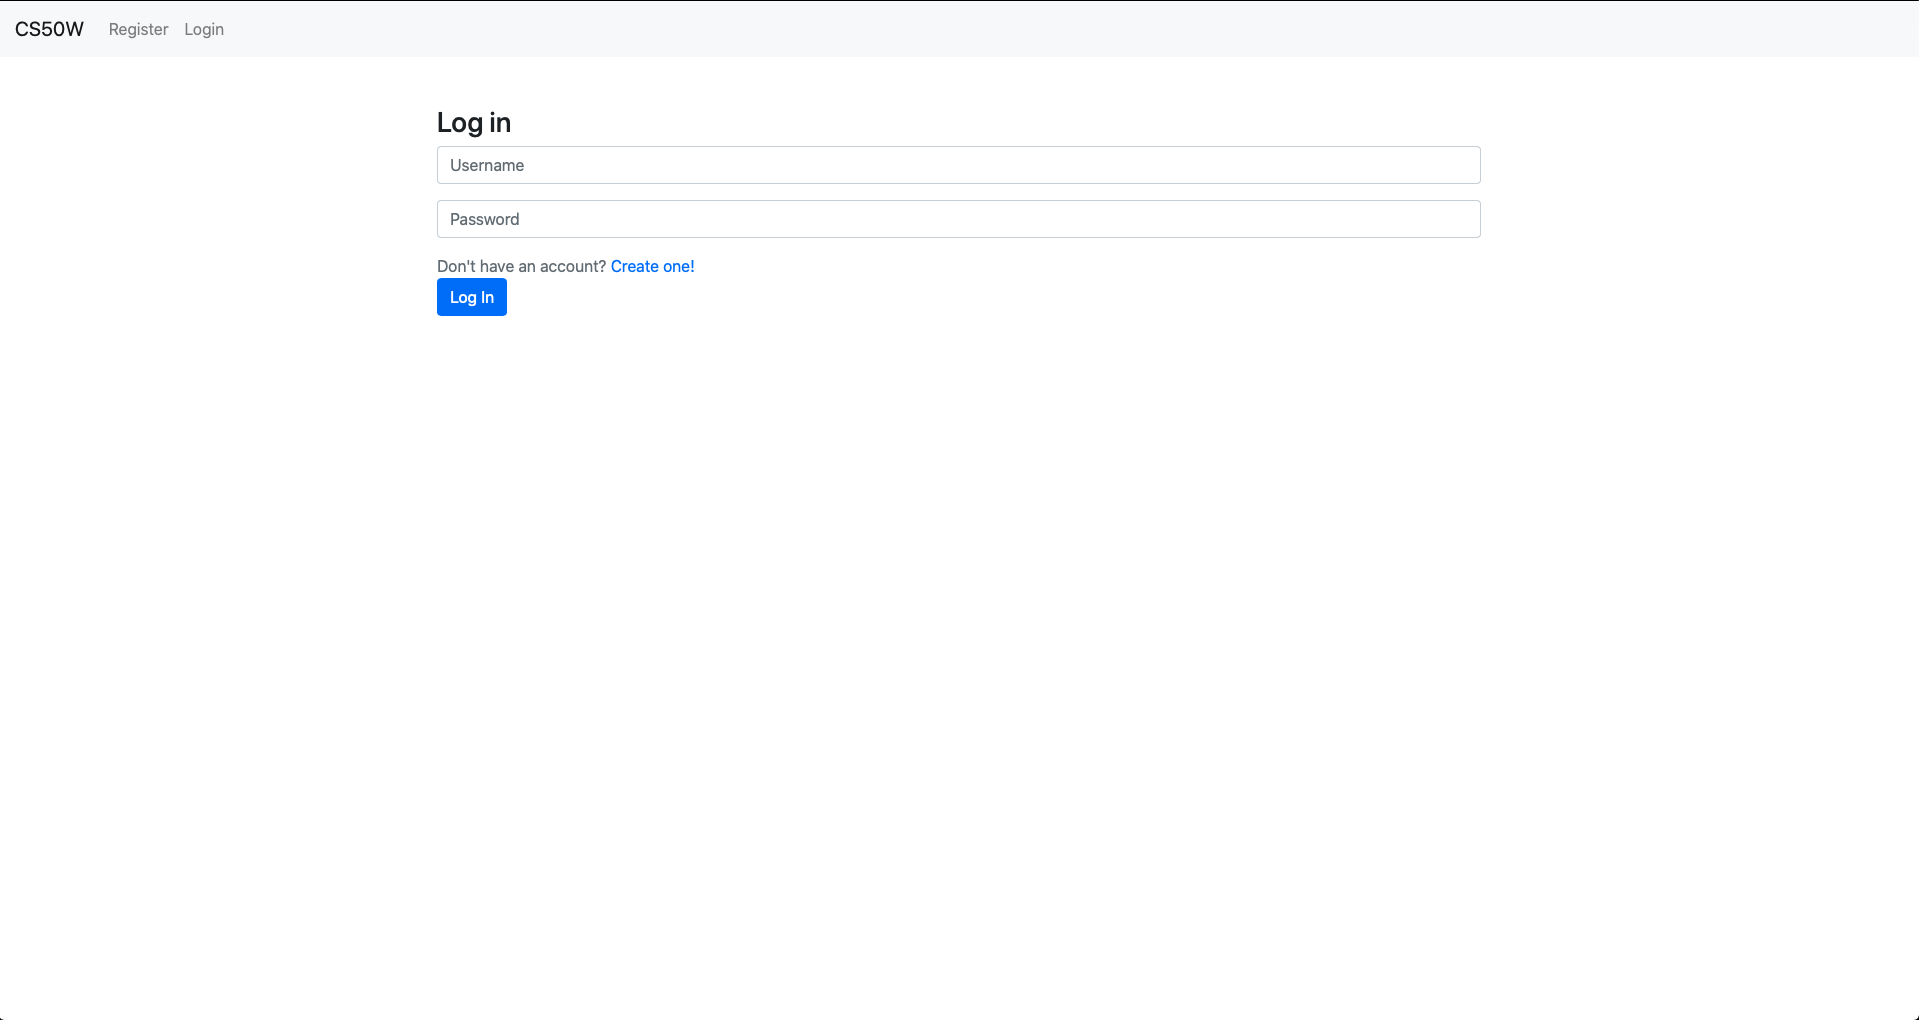 CS50W Register Login
Log in
Username
Password
Don't have an account? Create one!
Log In